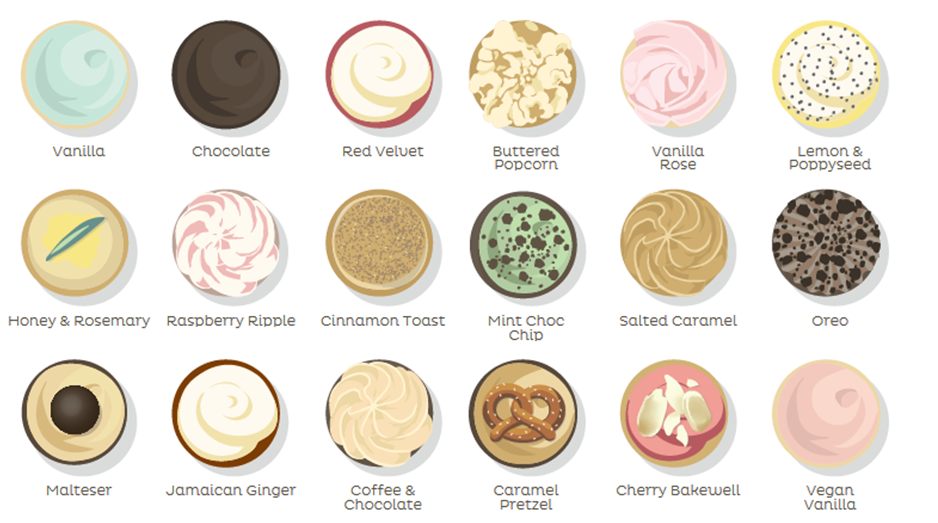 Vanilla
Chocolate
Red Velvet
Buttered
Popcorn
Vanilla
Rose
Lemon &
Poppyseed
Honey & Rosemary
Raspberry Ripple
Cinnamon Toast
Mint Choc
Chip
Salted Caramel
Oreo
Malteser
Jamaican Ginger
Coffee &
Chocolate
Caramel
Pretzel
Cherry Bakewell
Vegan
Vanilla